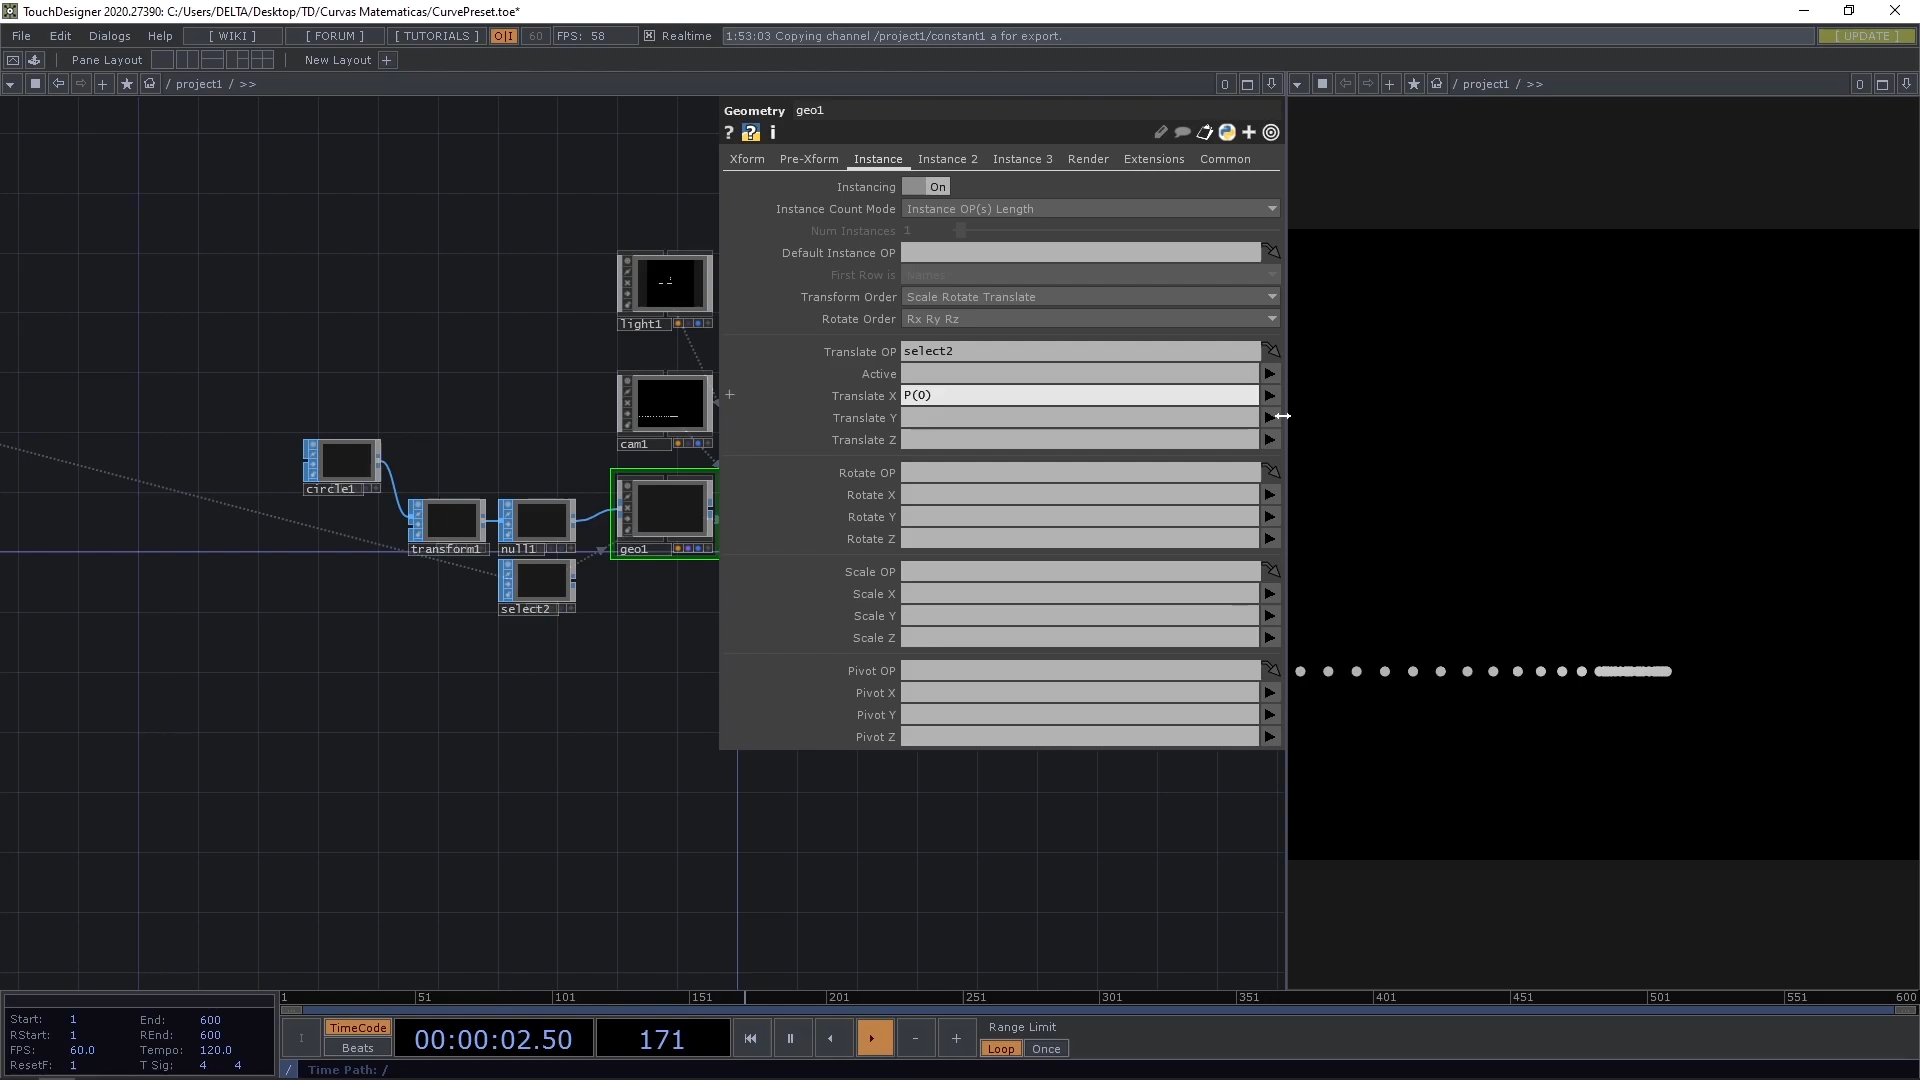 TouchDesigner 2020.27390: C:/Users/DELTA/Desktop/TD/Curvas Matematicas/CurvePreset.toe*
File Edit Dialogs Help [ WIKI ] [ FORUM ] [ TUTORIALS ] O|I 60 FPS: 58 Realtime 1:53:03 Copying channel /project1/constant1 a for export. [ UPDATE ]
Pane Layout New Layout +
/ project1 / >> 0 / project1 / >> 0
Geometry geo1
? ? i
Xform Pre-Xform Instance Instance 2 Instance 3 Render Extensions Common
Instancing On
Instance Count Mode Instance OP(s) Length
Num Instances 1
Default Instance OP
First Row is Names
Transform Order Scale Rotate Translate
Rotate Order Rx Ry Rz
Translate OP select2
Active
Translate X P(0)
Translate Y
Translate Z
Rotate OP
Rotate X
Rotate Y
Rotate Z
Scale OP
Scale X
Scale Y
Scale Z
Pivot OP
Pivot X
Pivot Y
Pivot Z
light1
cam1
circle1
transform1 null1 geo1
select2
1 51 101 151 201 251 301 351 401 451 501 551 600
Start: 1 End: 600
RStart: 1 REnd: 600
FPS: 60.0 Tempo: 120.0
ResetF: 1 T Sig: 4 4
TimeCode
Beats
00:00:02.50 171
Range Limit
Loop Once
/ Time Path: /